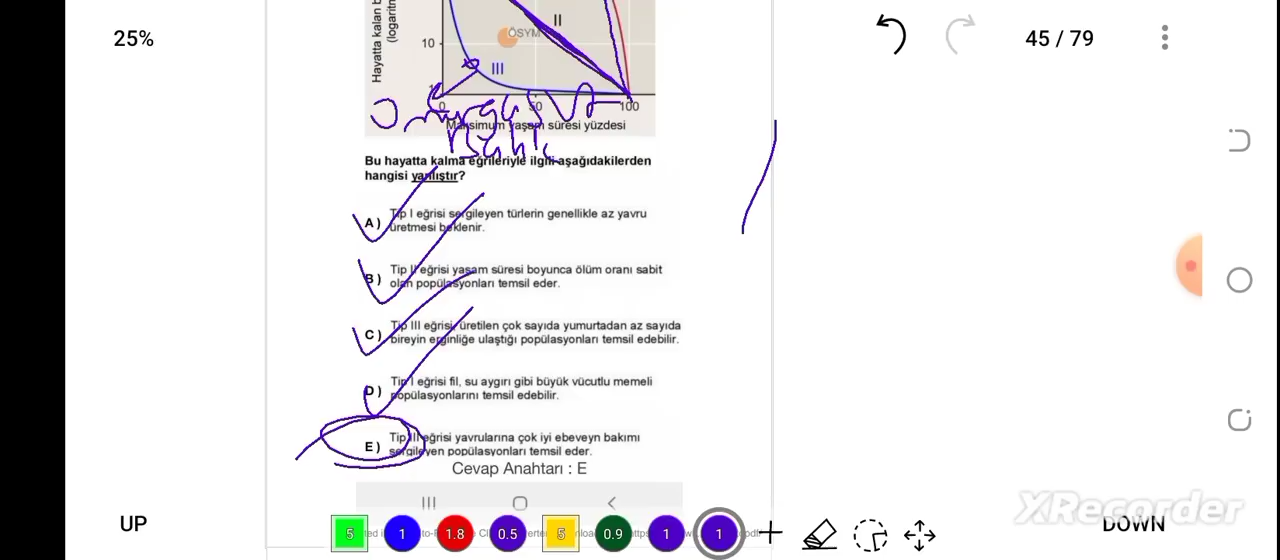 25%
45 / 79
Hayatta kalan b
(logaritm
II
ÖSYM
10
III
1
0 50 100
Maksimum yaşam süresi yüzdesi
Bu hayatta kalma eğrileriyle ilgili aşağıdakilerden
hangisi yanlıştır?
A) Tip I eğrisi sergileyen türlerin genellikle az yavru
üretmesi beklenir.
B) Tip II eğrisi yaşam süresi boyunca ölüm oranı sabit
olan popülasyonları temsil eder.
C) Tip III eğrisi, üretilen çok sayıda yumurtadan az sayıda
bireyin erginliğe ulaştığı popülasyonları temsil edebilir.
D) Tip I eğrisi fil, su aygırı gibi büyük vücutlu memeli
popülasyonlarını temsil edebilir.
E) Tip III eğrisi yavrularına çok iyi ebeveyn bakımı
sergileyen popülasyonları temsil eder.
Cevap Anahtarı : E
XRecorder
UP
5 1 1.8 0.5 5 0.9 1 1
DOWN